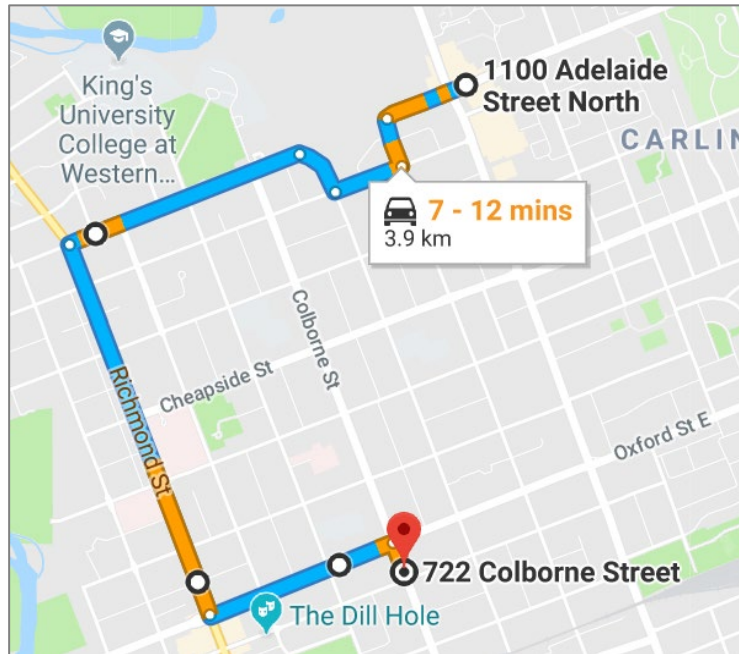 King's
University
College at
Western...
1100 Adelaide
Street North
CARLIN
7 - 12 mins
3.9 km
Colborne St
Cheapside St
Richmond St
Oxford St E
722 Colborne Street
The Dill Hole